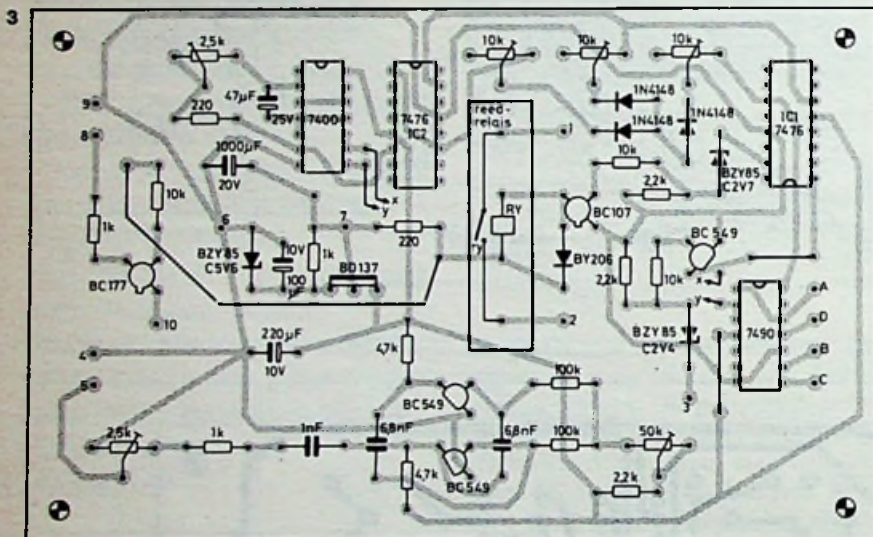 3
2,5k
10k
10k
10k
220
47µF
25V
7400
7476
IC2
reed-
relais
1
1N4148
1N4148
1N4148
IC1
7476
9
8
1000µF
20V
x
y
10k
10k
2,2k
BZY85
C2V7
1k
6
7
220
RY
ry
BC107
BC549
BZY85
C5V6
10V
100
µF
1k
BD137
BY206
2,2k
10k
x
y
BC177
10
2
BZY85
C2V4
7490
A
D
B
C
4
5
220µF
10V
4,7k
100k
3
BC549
2,5k
1k
1nF
6,8nF
6,8nF
100k
50k
4,7k
BC549
2,2k